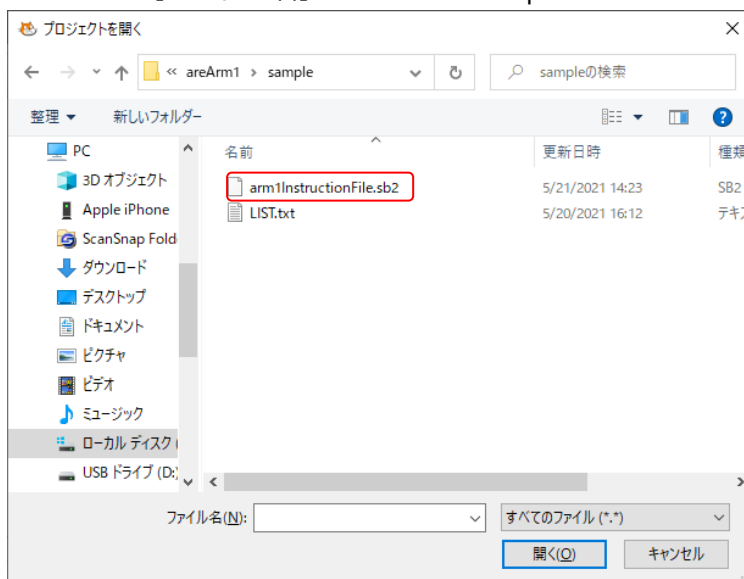 プロジェクトを開く
« areArm1 › sample
sampleの検索
整理 新しいフォルダー
PC
3D オブジェクト
Apple iPhone
ScanSnap Fold
ダウンロード
デスクトップ
ドキュメント
ピクチャ
ビデオ
ミュージック
ローカル ディスク (
USB ドライブ (D:)
名前 更新日時 種類
arm1InstructionFile.sb2 5/21/2021 14:23 SB2
LIST.txt 5/20/2021 16:12 テキス
ファイル名(N):
すべてのファイル (*.*)
開く(O) キャンセル